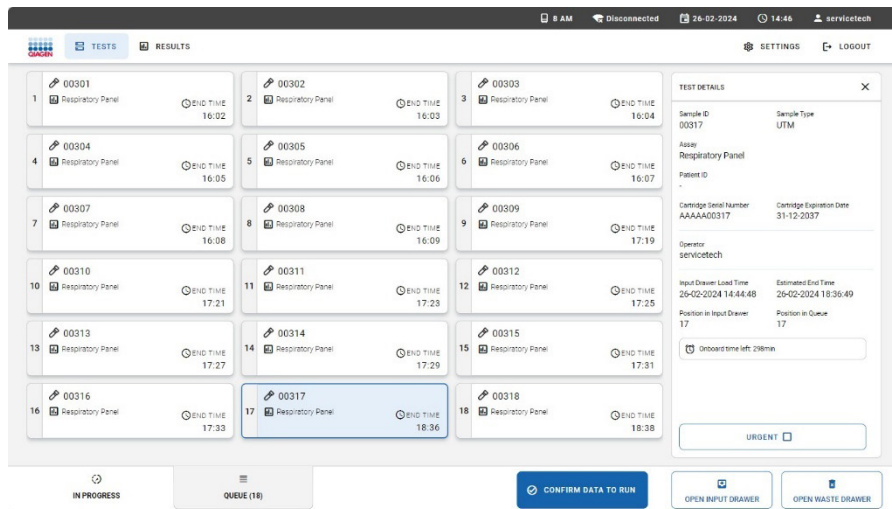 8 AM Disconnected 26-02-2024 14:46 servicetech
QIAGEN TESTS RESULTS SETTINGS LOGOUT
1 00301
Respiratory Panel
END TIME
16:02
2 00302
Respiratory Panel
END TIME
16:03
3 00303
Respiratory Panel
END TIME
16:04
4 00304
Respiratory Panel
END TIME
16:05
5 00305
Respiratory Panel
END TIME
16:06
6 00306
Respiratory Panel
END TIME
16:07
7 00307
Respiratory Panel
END TIME
16:08
8 00308
Respiratory Panel
END TIME
16:09
9 00309
Respiratory Panel
END TIME
17:19
10 00310
Respiratory Panel
END TIME
17:21
11 00311
Respiratory Panel
END TIME
17:23
12 00312
Respiratory Panel
END TIME
17:25
13 00313
Respiratory Panel
END TIME
17:27
14 00314
Respiratory Panel
END TIME
17:29
15 00315
Respiratory Panel
END TIME
17:31
16 00316
Respiratory Panel
END TIME
17:33
17 00317
Respiratory Panel
END TIME
18:36
18 00318
Respiratory Panel
END TIME
18:38
TEST DETAILS
Sample ID Sample Type
00317 UTM
Assay
Respiratory Panel
Patient ID
-
Cartridge Serial Number Cartridge Expiration Date
AAAAA00317 31-12-2037
Operator
servicetech
Input Drawer Load Time Estimated End Time
26-02-2024 14:44:48 26-02-2024 18:36:49
Position in Input Drawer Position in Queue
17 17
Onboard time left: 298min
URGENT
IN PROGRESS
QUEUE (18)
CONFIRM DATA TO RUN
OPEN INPUT DRAWER
OPEN WASTE DRAWER